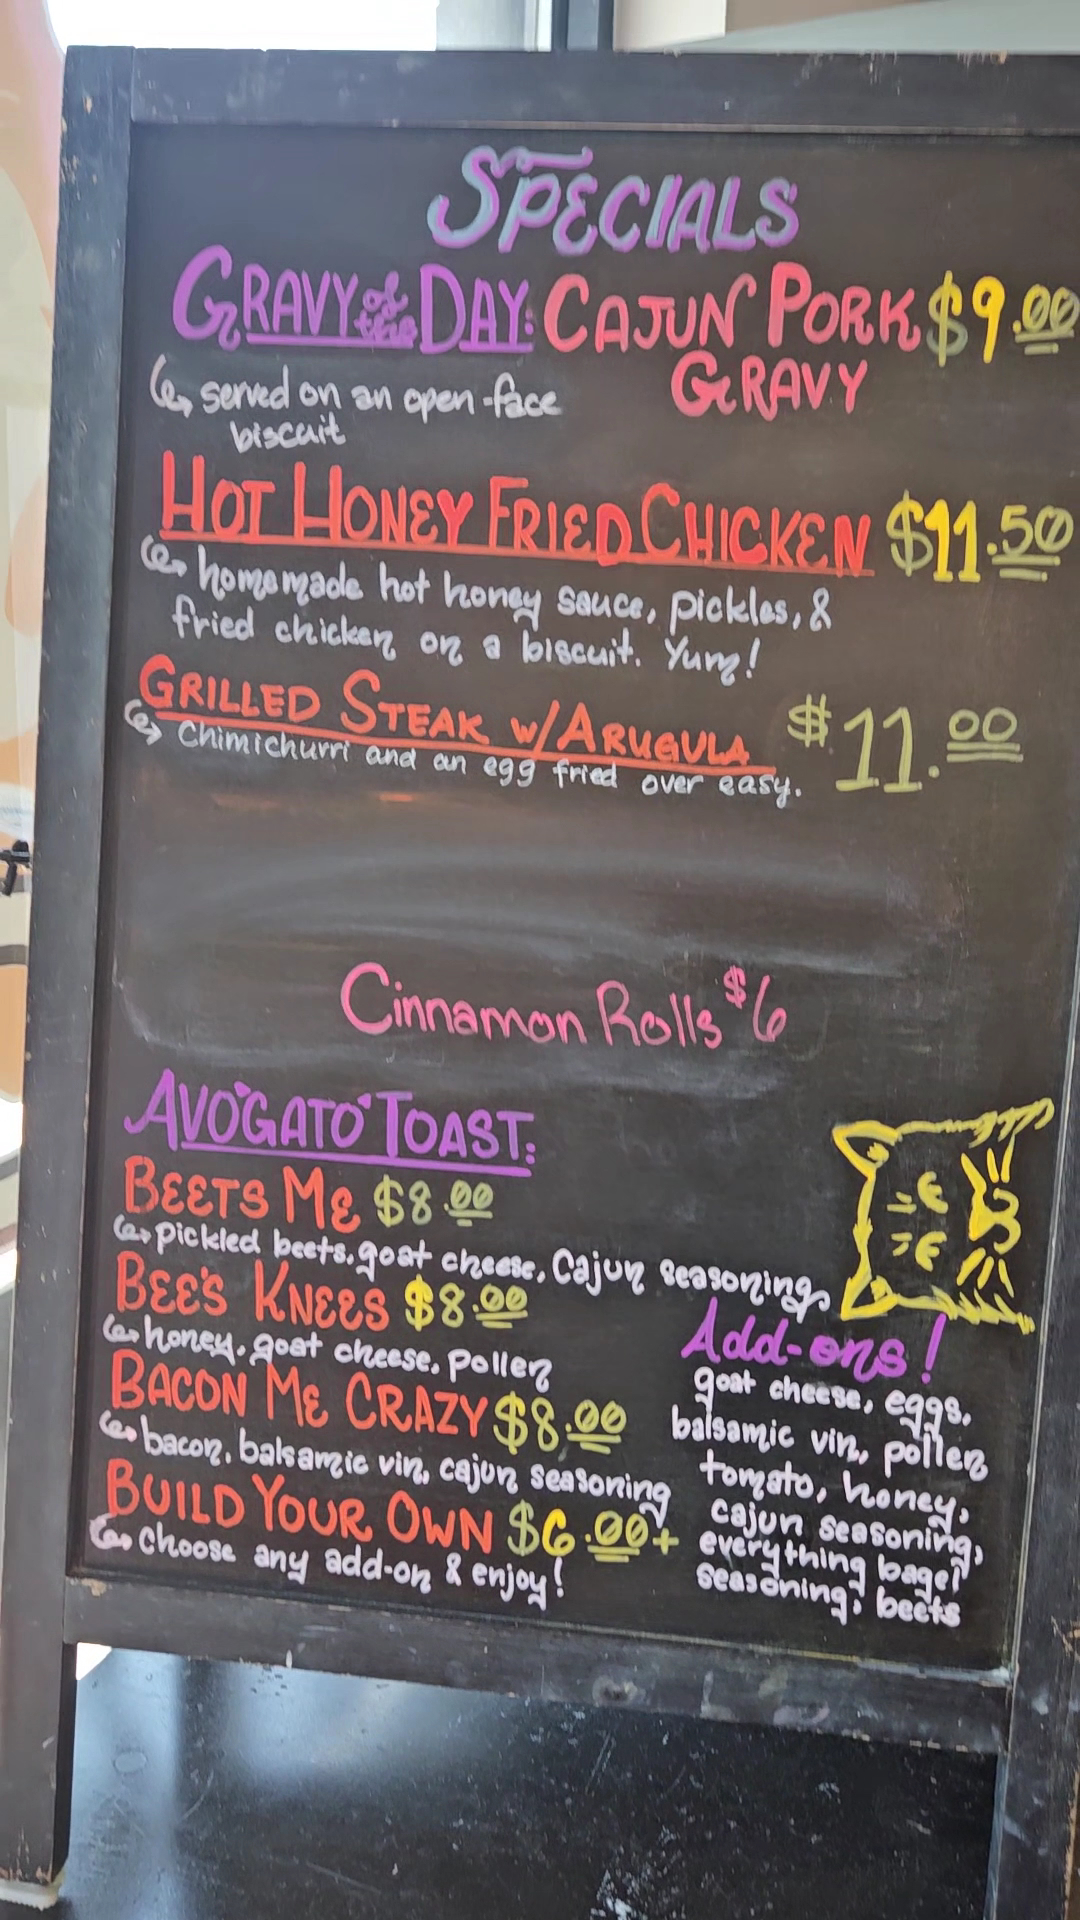 SPECIALS
GRAVY of the DAY: CAJUN PORK $9.00
GRAVY
served on an open-face
biscuit
HOT HONEY FRIED CHICKEN $11.50
homemade hot honey sauce, pickles, &
fried chicken on a biscuit. Yum!
GRILLED STEAK w/ARUGULA $11.00
Chimichurri and an egg fried over easy.
Cinnamon Rolls $6
AVOGATO TOAST:
BEETS ME $8.00
pickled beets, goat cheese, Cajun seasoning
BEE'S KNEES $8.00
honey, goat cheese, pollen
BACON ME CRAZY $8.00
bacon, balsamic vin, cajun seasoning
BUILD YOUR OWN $6.00+
Choose any add-on & enjoy!
Add-ons!
goat cheese, eggs,
balsamic vin, pollen
tomato, honey,
cajun seasoning,
everything bagel
seasoning, beets